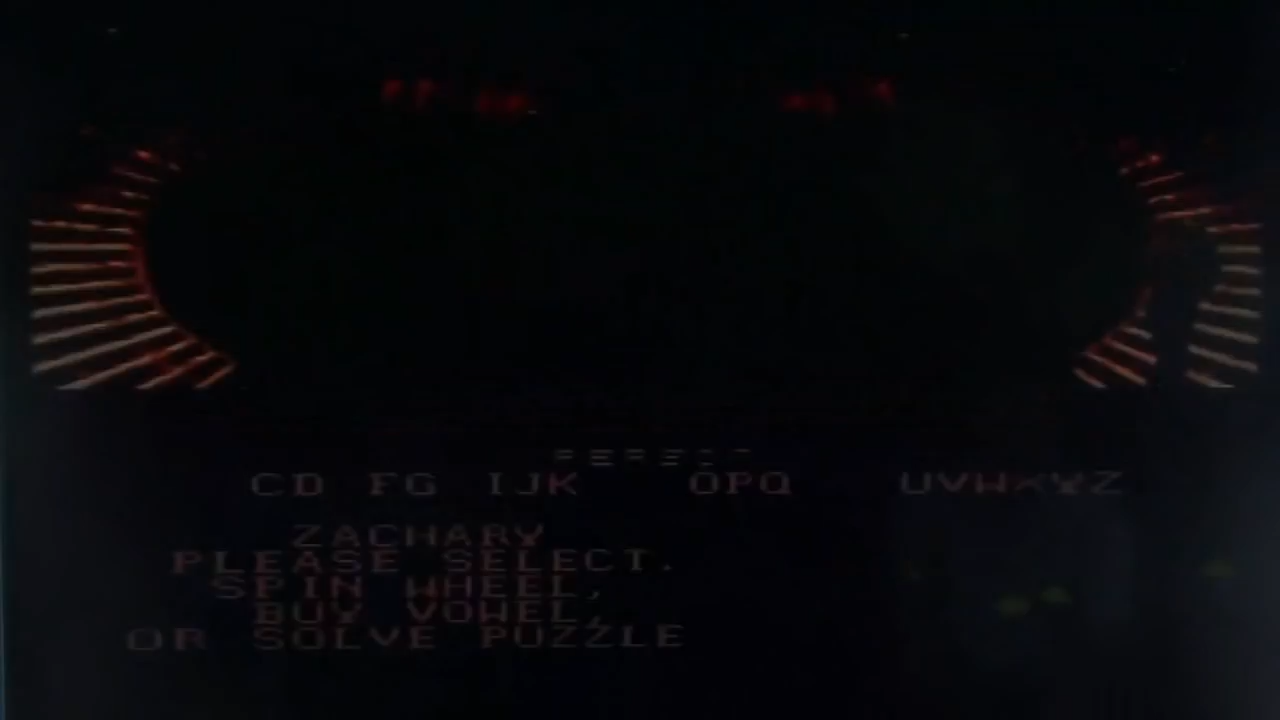 CD FG IJK OPQ UVWXYZ
ZACHARY
PLEASE SELECT.
SPIN WHEEL,
BUY VOWEL,
OR SOLVE PUZZLE